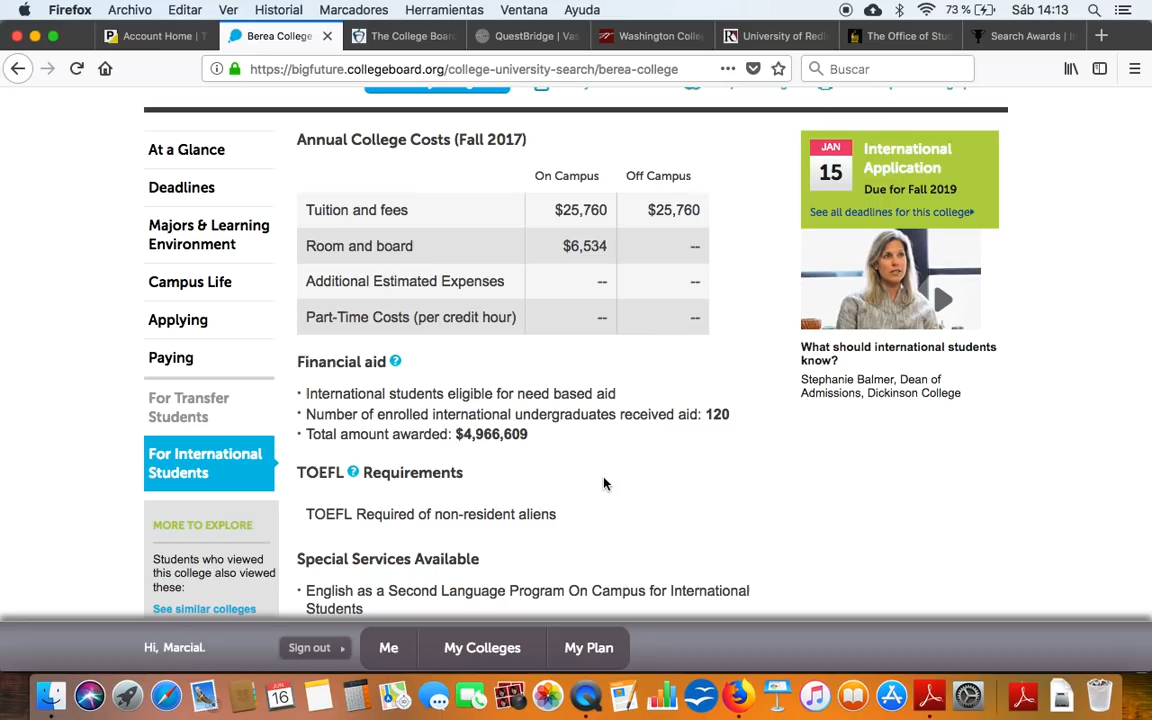 Firefox Archivo Editar Ver Historial Marcadores Herramientas Ventana Ayuda 73 % Sáb 14:13
Account Home | T Berea College The College Boar QuestBridge | Vas Washington Colle University of Redl The Office of Stud Search Awards | In
https://bigfuture.collegeboard.org/college-university-search/berea-college Buscar
Annual College Costs (Fall 2017)
On Campus Off Campus
Tuition and fees $25,760 $25,760
Room and board $6,534 --
Additional Estimated Expenses -- --
Part-Time Costs (per credit hour) -- --
Financial aid ?
· International students eligible for need based aid
· Number of enrolled international undergraduates received aid: 120
· Total amount awarded: $4,966,609
TOEFL ? Requirements
TOEFL Required of non-resident aliens
Special Services Available
· English as a Second Language Program On Campus for International
Students
At a Glance
Deadlines
Majors & Learning
Environment
Campus Life
Applying
Paying
For Transfer
Students
For International
Students
MORE TO EXPLORE
Students who viewed
this college also viewed
these:
See similar colleges
JAN
15
International
Application
Due for Fall 2019
See all deadlines for this college
What should international students
know?
Stephanie Balmer, Dean of
Admissions, Dickinson College
Hi, Marcial. Sign out Me My Colleges My Plan
JUN
16